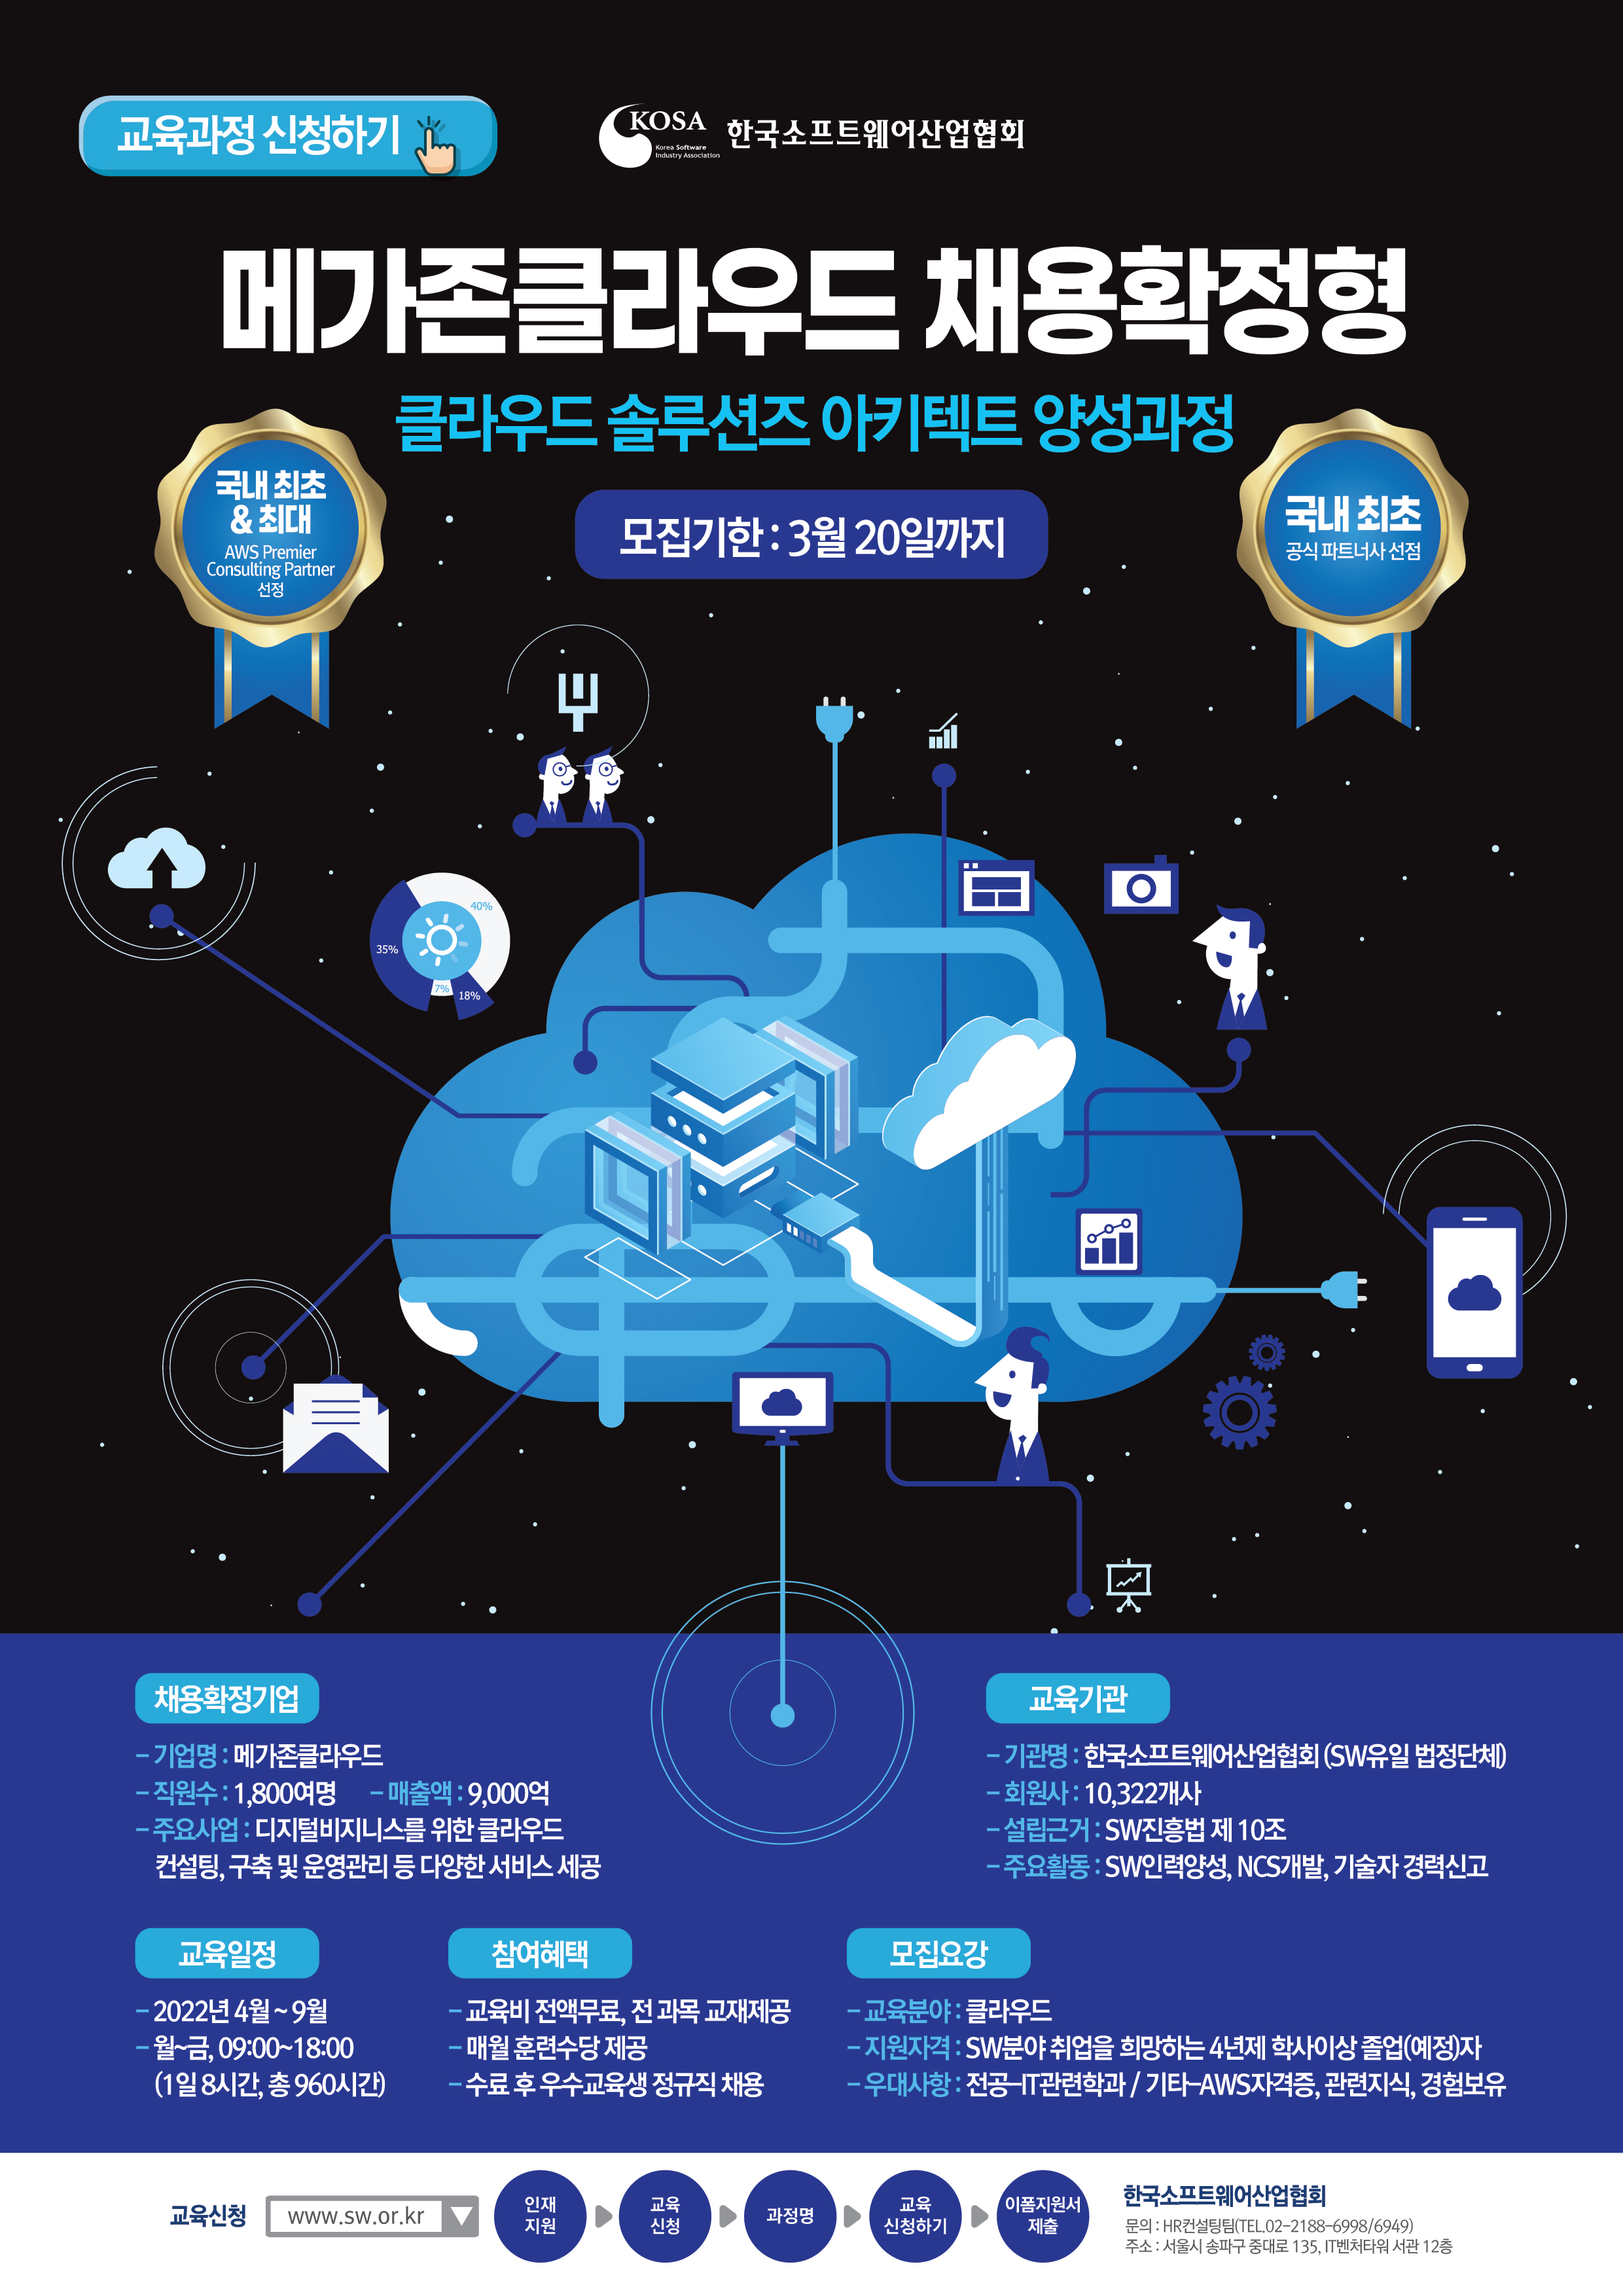 교육과정 신청하기
KOSA
Korea Software
Industry Association
한국소프트웨어산업협회
메가존클라우드 채용확정형
클라우드 솔루션즈 아키텍트 양성과정
국내 최초
& 최대
AWS Premier
Consulting Partner
선정
모집기한 : 3월 20일까지
국내 최초
공식 파트너사 선점
40%
35%
7%
18%
채용확정기업
- 기업명 : 메가존클라우드
- 직원수 : 1,800여명 - 매출액 : 9,000억
- 주요사업 : 디지털비지니스를 위한 클라우드
컨설팅, 구축 및 운영관리 등 다양한 서비스 세공
교육기관
- 기관명 : 한국소프트웨어산업협회 (SW유일 법정단체)
- 회원사 : 10,322개사
- 설립근거 : SW진흥법 제 10조
- 주요활동 : SW인력양성, NCS개발, 기술자 경력신고
교육일정
- 2022년 4월 ~ 9월
- 월~금, 09:00~18:00
(1일 8시간, 총 960시간)
참여혜택
- 교육비 전액무료, 전 과목 교재제공
- 매월 훈련수당 제공
- 수료 후 우수교육생 정규직 채용
모집요강
- 교육분야 : 클라우드
- 지원자격 : SW분야 취업을 희망하는 4년제 학사이상 졸업(예정)자
- 우대사항 : 전공-IT관련학과 / 기타-AWS자격증, 관련지식, 경험보유
교육신청
www.sw.or.kr
인재
지원
교육
신청
과정명
교육
신청하기
이폼지원서
제출
한국소프트웨어산업협회
문의 : HR컨설팅팀(TEL.02-2188-6998/6949)
주소 : 서울시 송파구 중대로 135, IT벤처타워 서관 12층